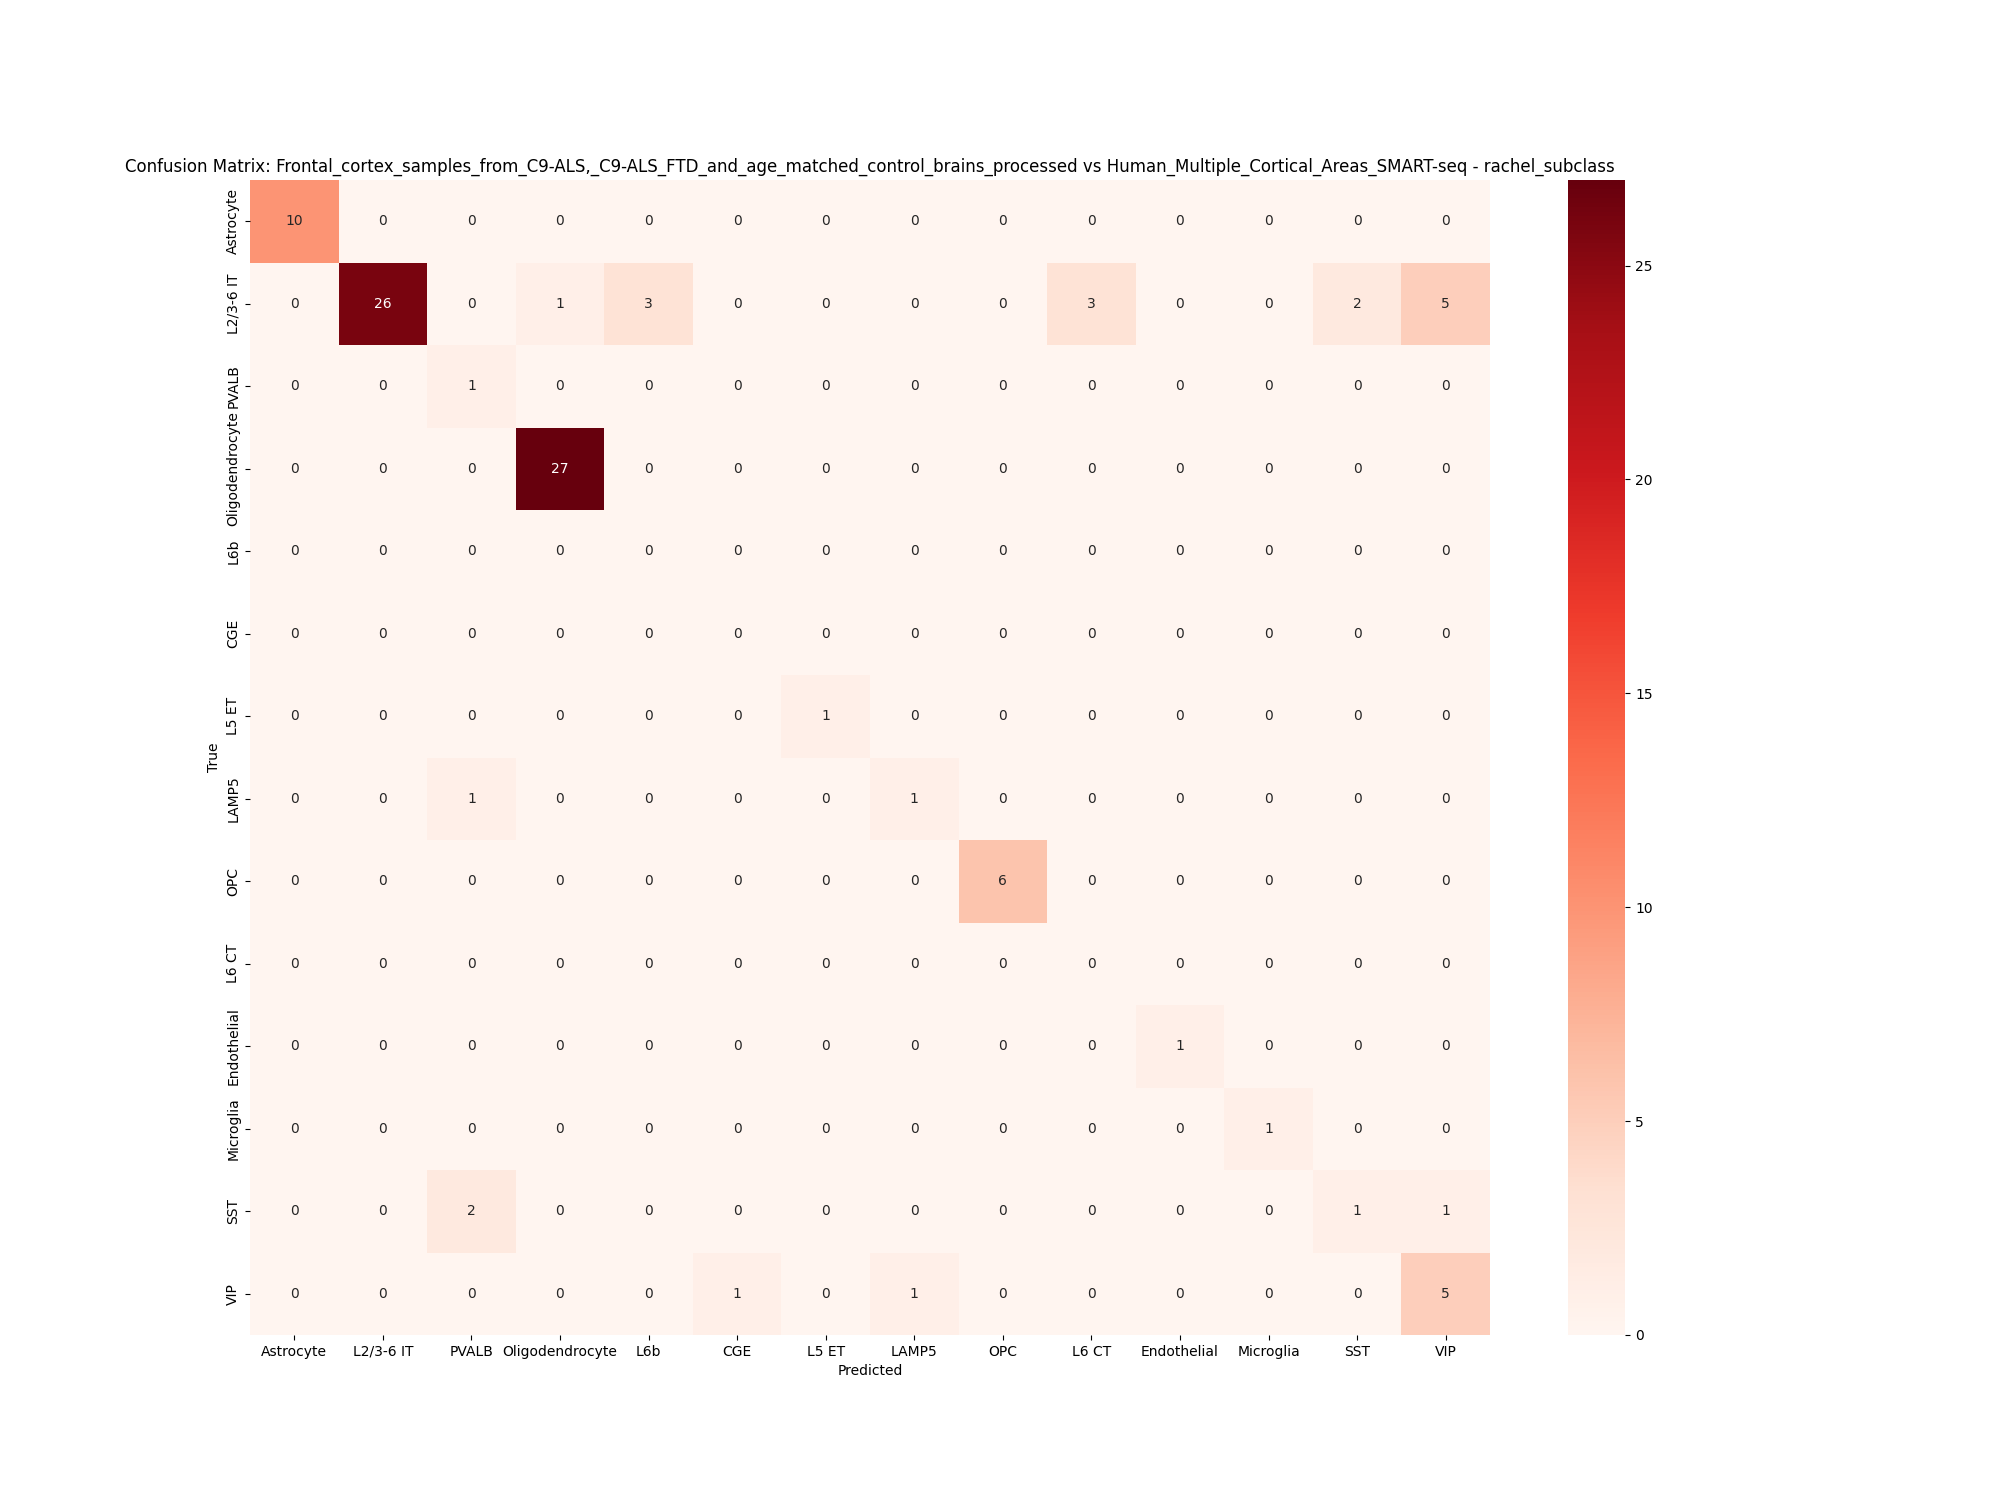 Confusion Matrix: Frontal_cortex_samples_from_C9-ALS,_C9-ALS_FTD_and_age_matched_control_brains_processed vs Human_Multiple_Cortical_Areas_SMART-seq - rachel_subclass
Astrocyte 10 0 0 0 0 0 0 0 0 0 0 0 0 0
L2/3-6 IT 0 26 0 1 3 0 0 0 0 3 0 0 2 5
PVALB 0 0 1 0 0 0 0 0 0 0 0 0 0 0
Oligodendrocyte 0 0 0 27 0 0 0 0 0 0 0 0 0 0
L6b 0 0 0 0 0 0 0 0 0 0 0 0 0 0
CGE 0 0 0 0 0 0 0 0 0 0 0 0 0 0
L5 ET 0 0 0 0 0 0 1 0 0 0 0 0 0 0
LAMP5 0 0 1 0 0 0 0 1 0 0 0 0 0 0
OPC 0 0 0 0 0 0 0 0 6 0 0 0 0 0
L6 CT 0 0 0 0 0 0 0 0 0 0 0 0 0 0
Endothelial 0 0 0 0 0 0 0 0 0 0 1 0 0 0
Microglia 0 0 0 0 0 0 0 0 0 0 0 1 0 0
SST 0 0 2 0 0 0 0 0 0 0 0 0 1 1
VIP 0 0 0 0 0 1 0 1 0 0 0 0 0 5
Astrocyte L2/3-6 IT PVALB Oligodendrocyte L6b CGE L5 ET LAMP5 OPC L6 CT Endothelial Microglia SST VIP
Predicted
True
25
20
15
10
5
0